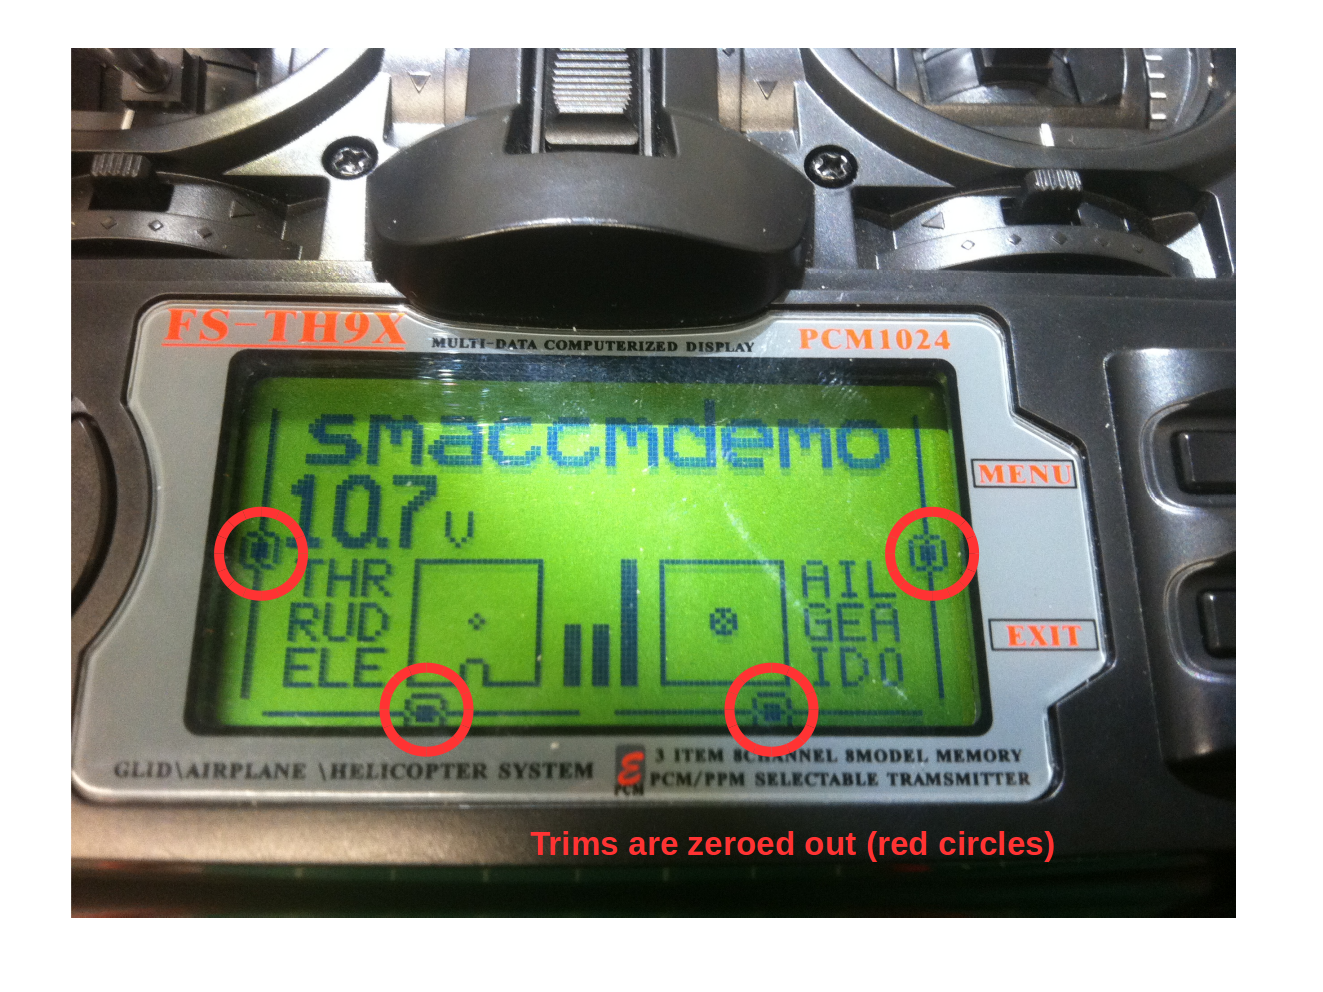 FS-TH9X
MULTI-DATA COMPUTERIZED DISPLAY
PCM1024
smaccmdemo
10.7 V
MENU
THR
RUD
ELE
AIL
GEA
ID0
EXIT
GLID\AIRPLANE \HELICOPTER SYSTEM
PCM
3 ITEM 8CHANNEL 8MODEL MEMORY
PCM/PPM SELECTABLE TRAMSMITTER
Trims are zeroed out (red circles)